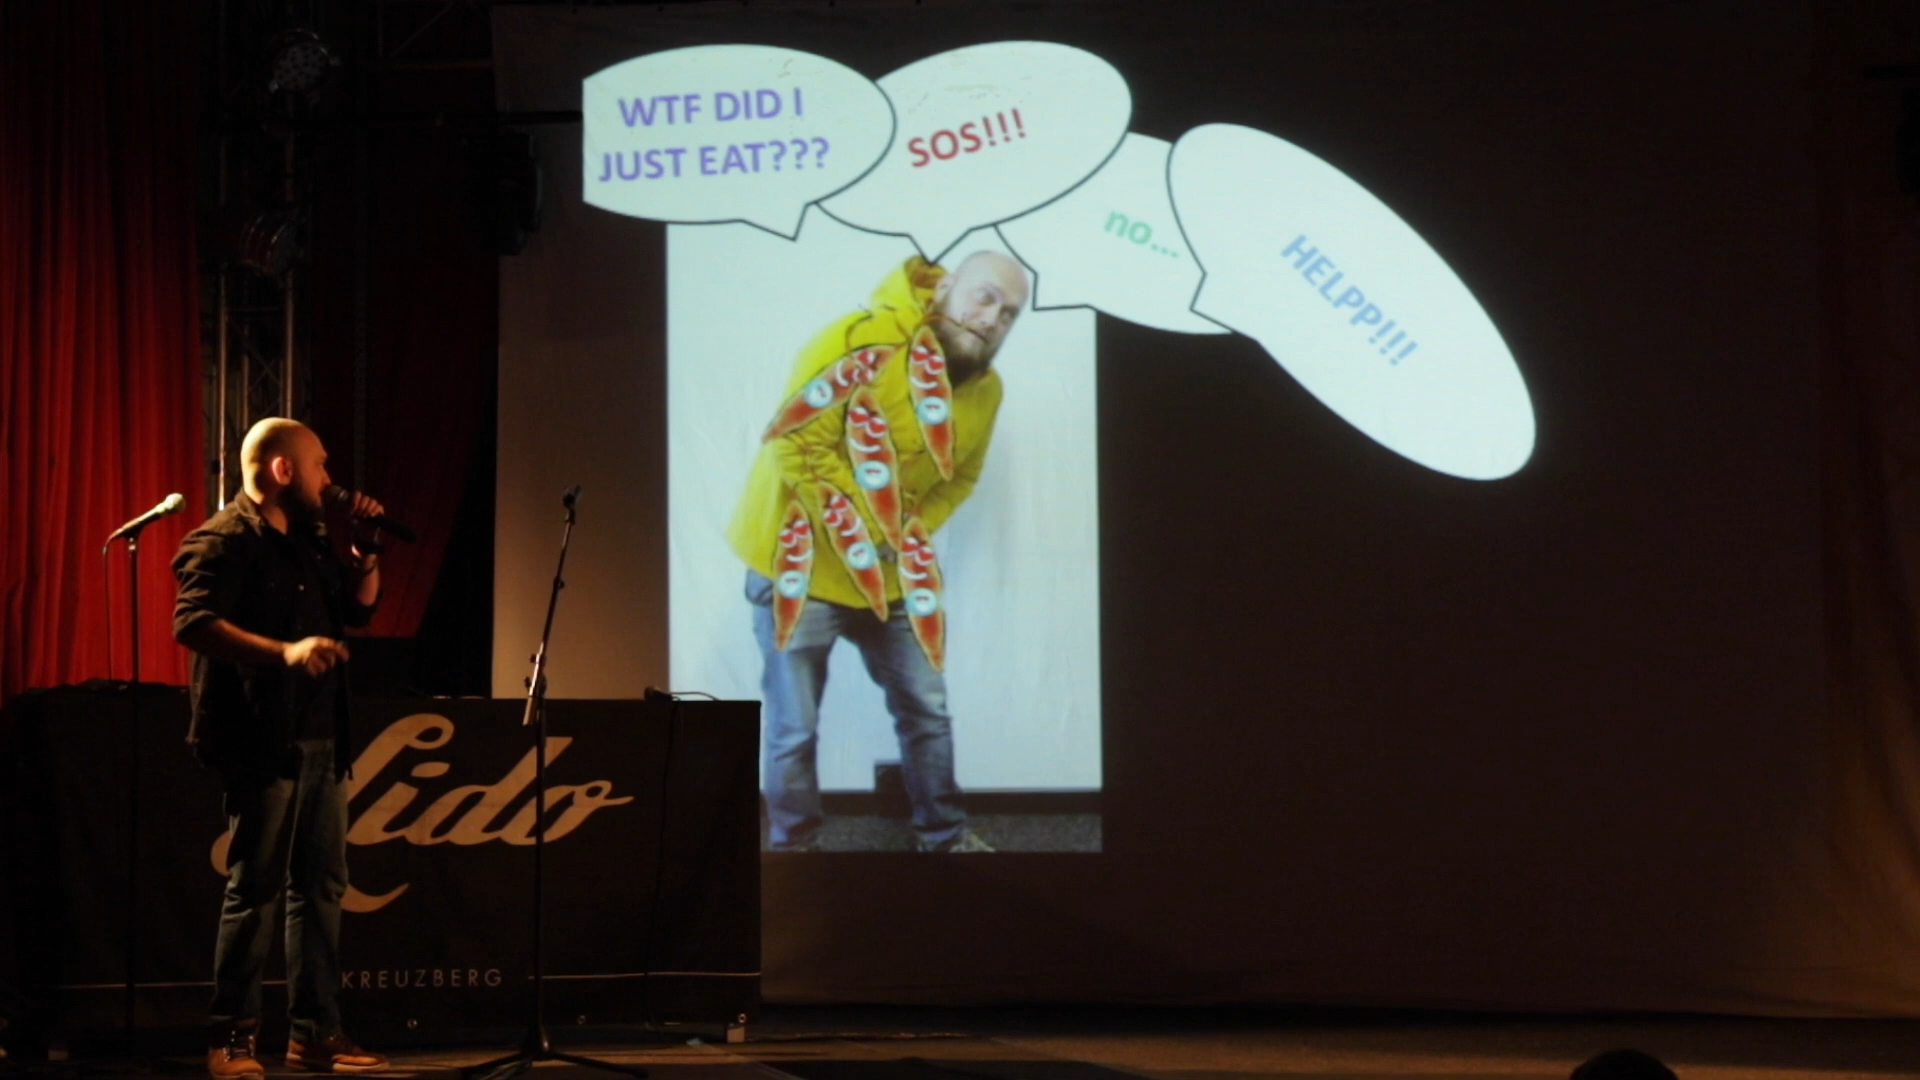 WTF DID I
JUST EAT???
SOS!!!
no...
HELPP!!!
Lido
KREUZBERG